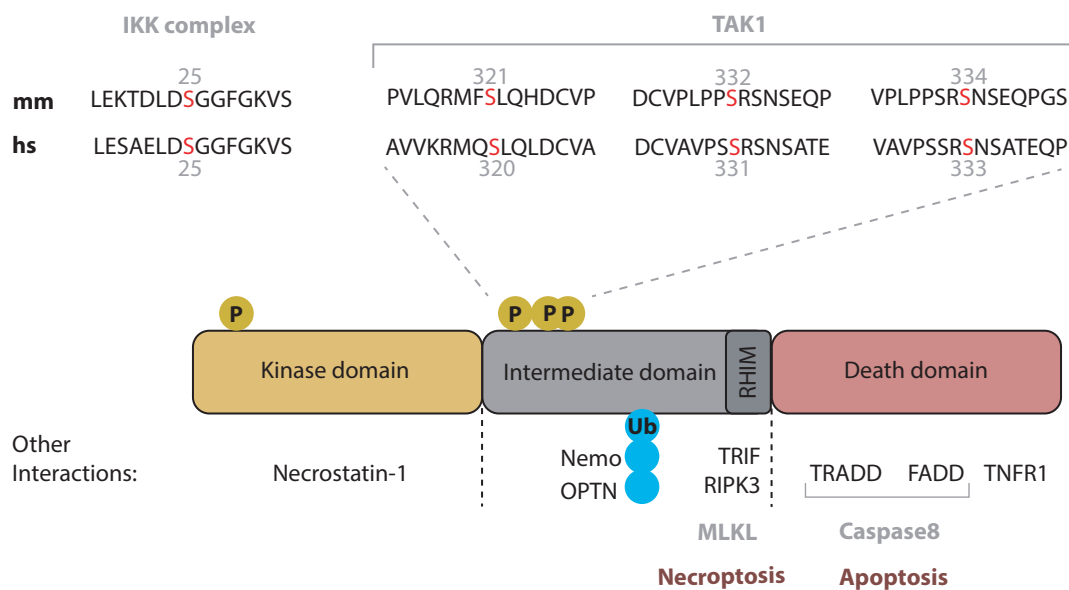 IKK complex TAK1
25 321 332 334
mm LEKTDLDSGGFGKVS PVLQRMFSLQHDCVP DCVPLPPSRSNSEQP VPLPPSRSNSEQPGS
hs LESAELDSGGFGKVS AVVKRMQSLQLDCVA DCVAVPSSRSNSATE VAVPSSRSNSATEQP
25 320 331 333
P P P P
Kinase domain Intermediate domain RHIM Death domain
Ub
Other
Interactions: Necrostatin-1 Nemo TRIF TRADD FADD TNFR1
OPTN RIPK3
MLKL Caspase8
Necroptosis Apoptosis